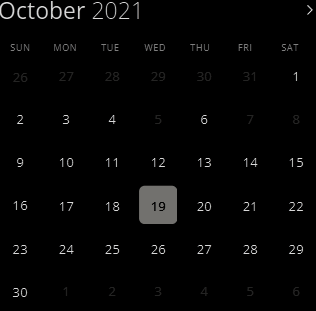 October 2021
SUN MON TUE WED THU FRI SAT
26 27 28 29 30 31 1
2 3 4 5 6 7 8
9 10 11 12 13 14 15
16 17 18 19 20 21 22
23 24 25 26 27 28 29
30 1 2 3 4 5 6